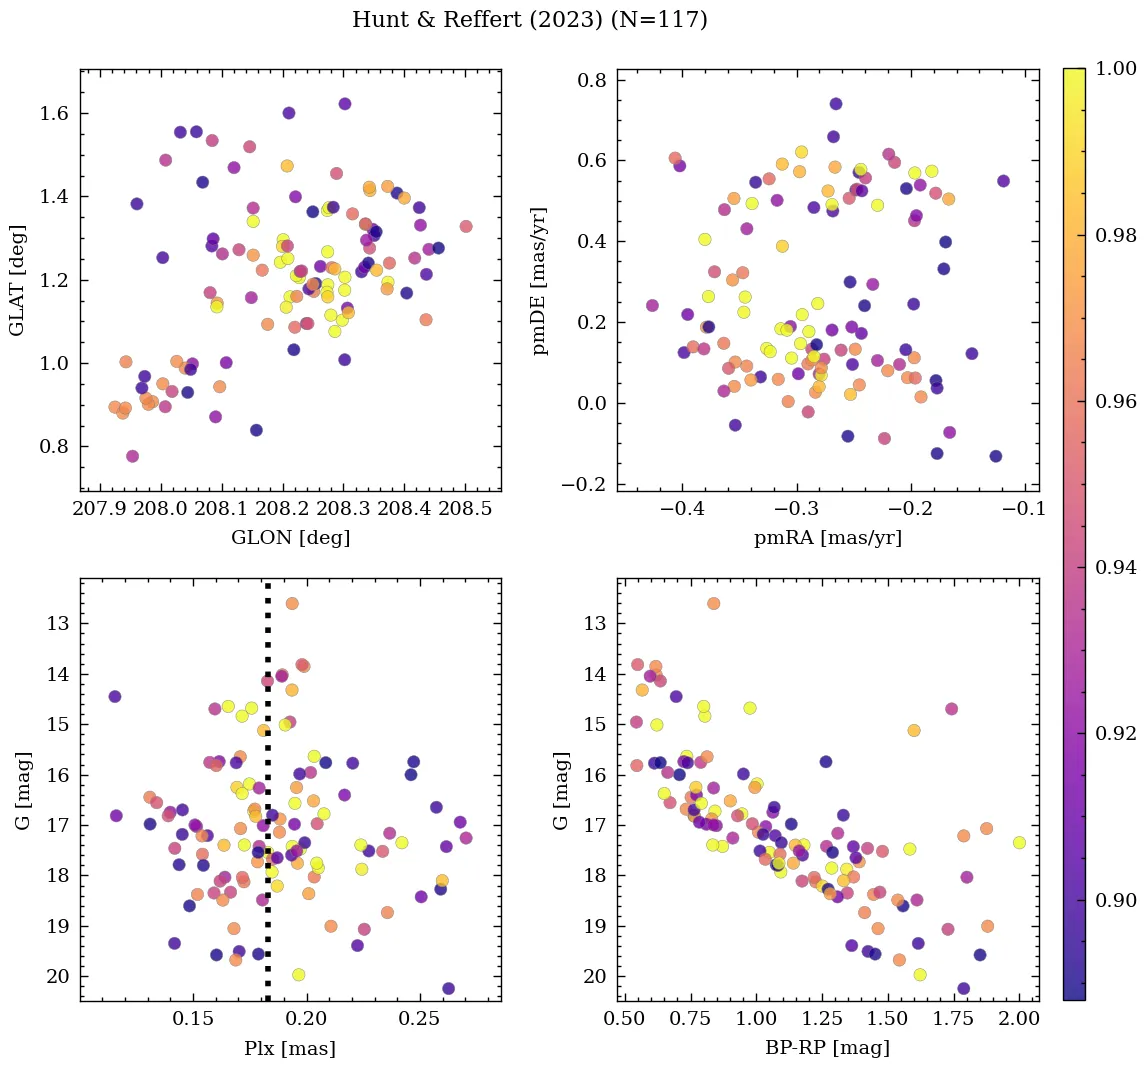 Hunt & Reffert (2023) (N=117)
1.6
1.4
1.2
1.0
0.8
GLAT [deg]
207.9 208.0 208.1 208.2 208.3 208.4 208.5
GLON [deg]
0.8
0.6
0.4
0.2
0.0
−0.2
pmDE [mas/yr]
−0.4 −0.3 −0.2 −0.1
pmRA [mas/yr]
13
14
15
16
17
18
19
20
G [mag]
0.15 0.20 0.25
Plx [mas]
13
14
15
16
17
18
19
20
G [mag]
0.50 0.75 1.00 1.25 1.50 1.75 2.00
BP-RP [mag]
1.00
0.98
0.96
0.94
0.92
0.90